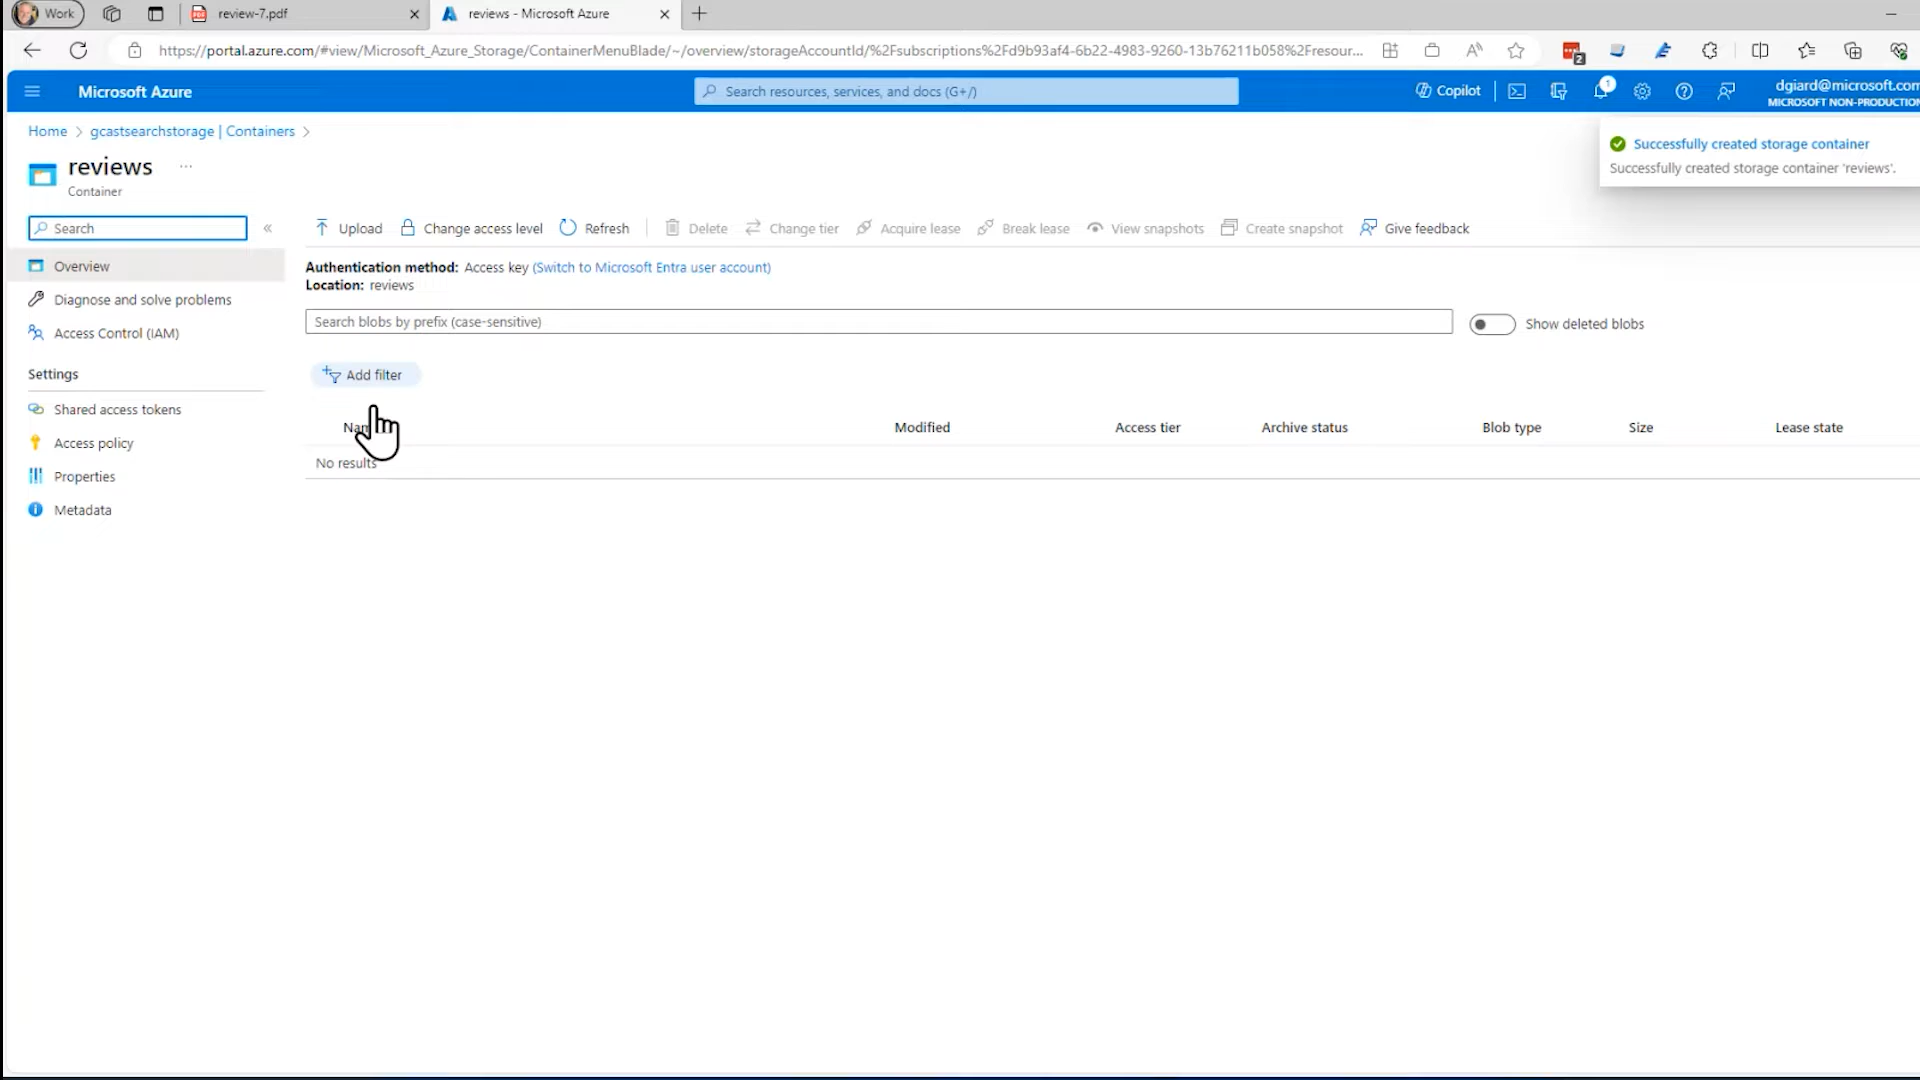 Work
review-7.pdf
reviews - Microsoft Azure
https://portal.azure.com/#view/Microsoft_Azure_Storage/ContainerMenuBlade/~/overview/storageAccountId/%2Fsubscriptions%2Fd9b93af4-6b22-4983-9260-13b76211b058%2Fresour...
2
Microsoft Azure
Search resources, services, and docs (G+/)
Copilot
1
dgiard@microsoft.com
MICROSOFT NON-PRODUCTION
Home > gcastsearchstorage | Containers >
Successfully created storage container
Successfully created storage container 'reviews'.
reviews ...
Container
Search
Upload Change access level Refresh Delete Change tier Acquire lease Break lease View snapshots Create snapshot Give feedback
Overview
Diagnose and solve problems
Access Control (IAM)
Settings
Shared access tokens
Access policy
Properties
Metadata
Authentication method: Access key (Switch to Microsoft Entra user account)
Location: reviews
Search blobs by prefix (case-sensitive)
Show deleted blobs
Add filter
Modified Access tier Archive status Blob type Size Lease state
No results